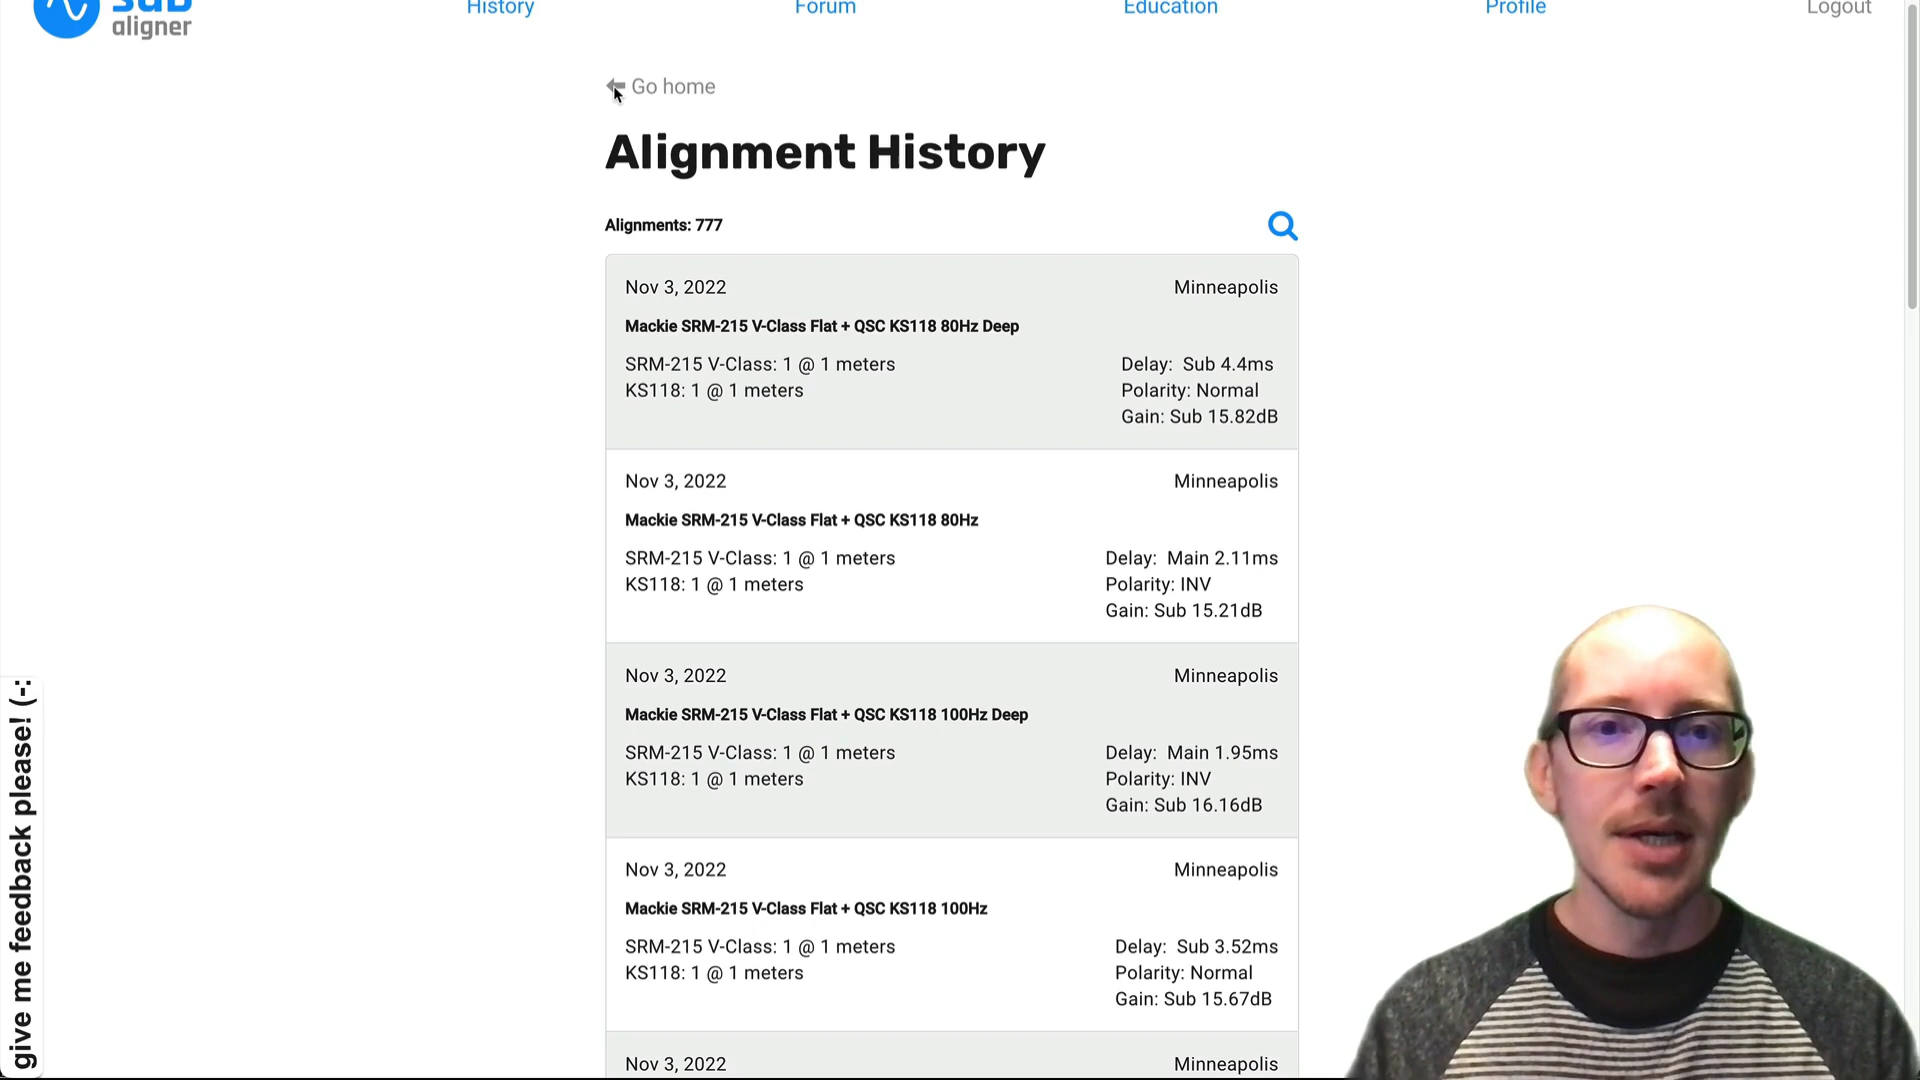 sub
aligner
History
Forum
Education
Profile
Logout
Go home
Alignment History
Alignments: 777
Nov 3, 2022
Minneapolis
Mackie SRM-215 V-Class Flat + QSC KS118 80Hz Deep
SRM-215 V-Class: 1 @ 1 meters
KS118: 1 @ 1 meters
Delay: Sub 4.4ms
Polarity: Normal
Gain: Sub 15.82dB
Nov 3, 2022
Minneapolis
Mackie SRM-215 V-Class Flat + QSC KS118 80Hz
SRM-215 V-Class: 1 @ 1 meters
KS118: 1 @ 1 meters
Delay: Main 2.11ms
Polarity: INV
Gain: Sub 15.21dB
Nov 3, 2022
Minneapolis
Mackie SRM-215 V-Class Flat + QSC KS118 100Hz Deep
SRM-215 V-Class: 1 @ 1 meters
KS118: 1 @ 1 meters
Delay: Main 1.95ms
Polarity: INV
Gain: Sub 16.16dB
Nov 3, 2022
Minneapolis
Mackie SRM-215 V-Class Flat + QSC KS118 100Hz
SRM-215 V-Class: 1 @ 1 meters
KS118: 1 @ 1 meters
Delay: Sub 3.52ms
Polarity: Normal
Gain: Sub 15.67dB
Nov 3, 2022
Minneapolis
give me feedback please! (-: